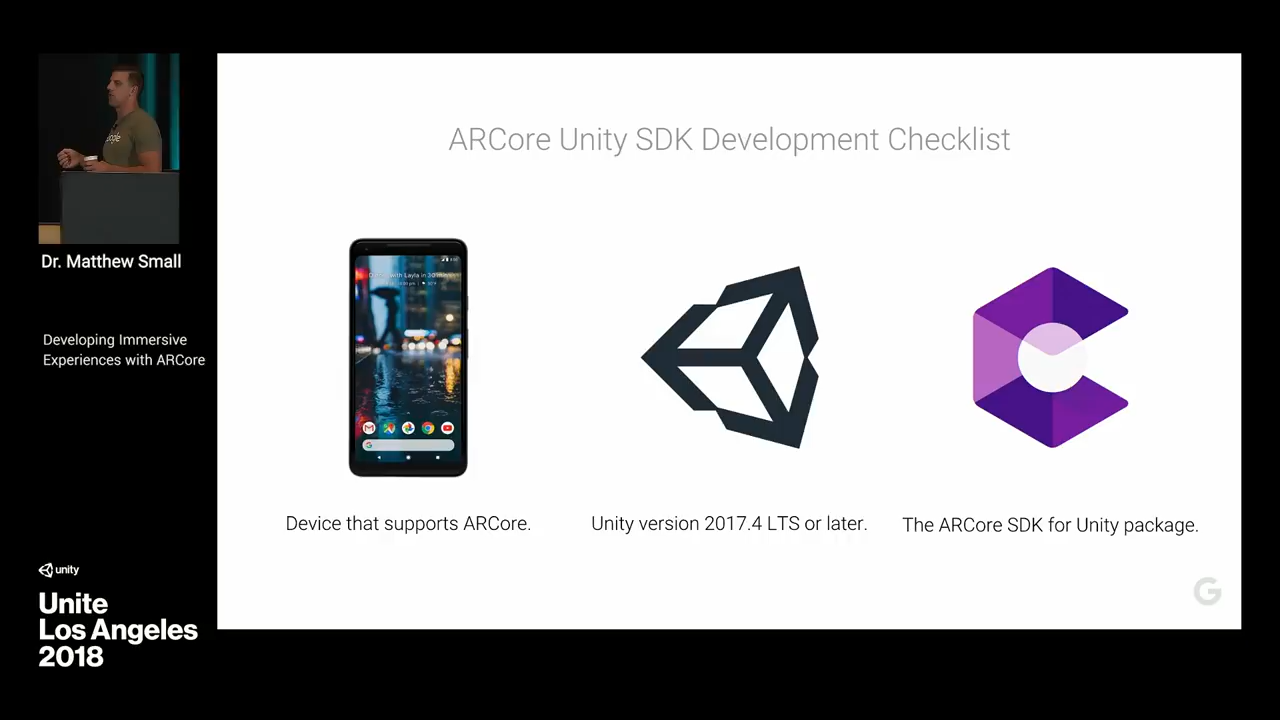 ARCore Unity SDK Development Checklist
Dr. Matthew Small
Developing Immersive
Experiences with ARCore
Device that supports ARCore.
Unity version 2017.4 LTS or later.
The ARCore SDK for Unity package.
unity
Unite
Los Angeles
2018
G